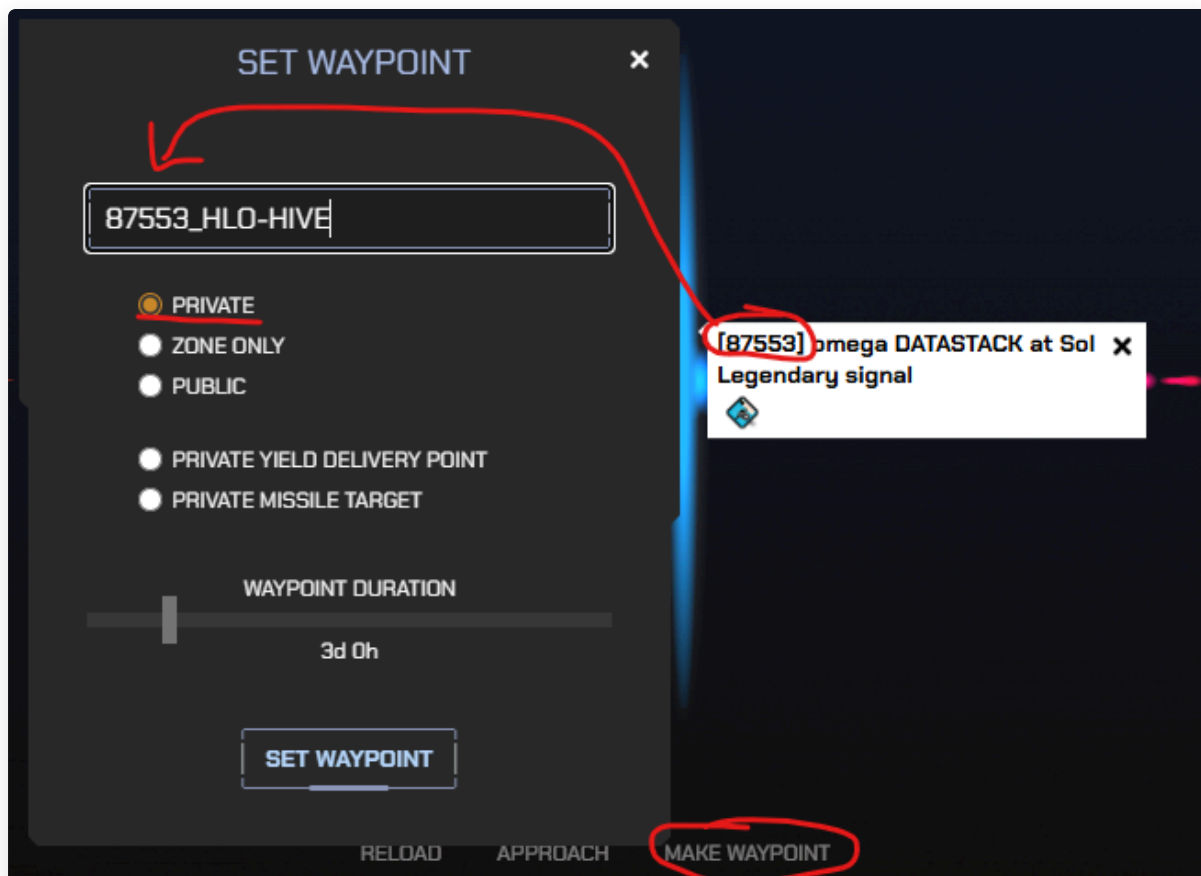 SET WAYPOINT
87553_HLO-HIVE
PRIVATE
ZONE ONLY
PUBLIC
PRIVATE YIELD DELIVERY POINT
PRIVATE MISSILE TARGET
WAYPOINT DURATION
3d 0h
SET WAYPOINT
[87553] omega DATASTACK at Sol
Legendary signal
RELOAD APPROACH MAKE WAYPOINT